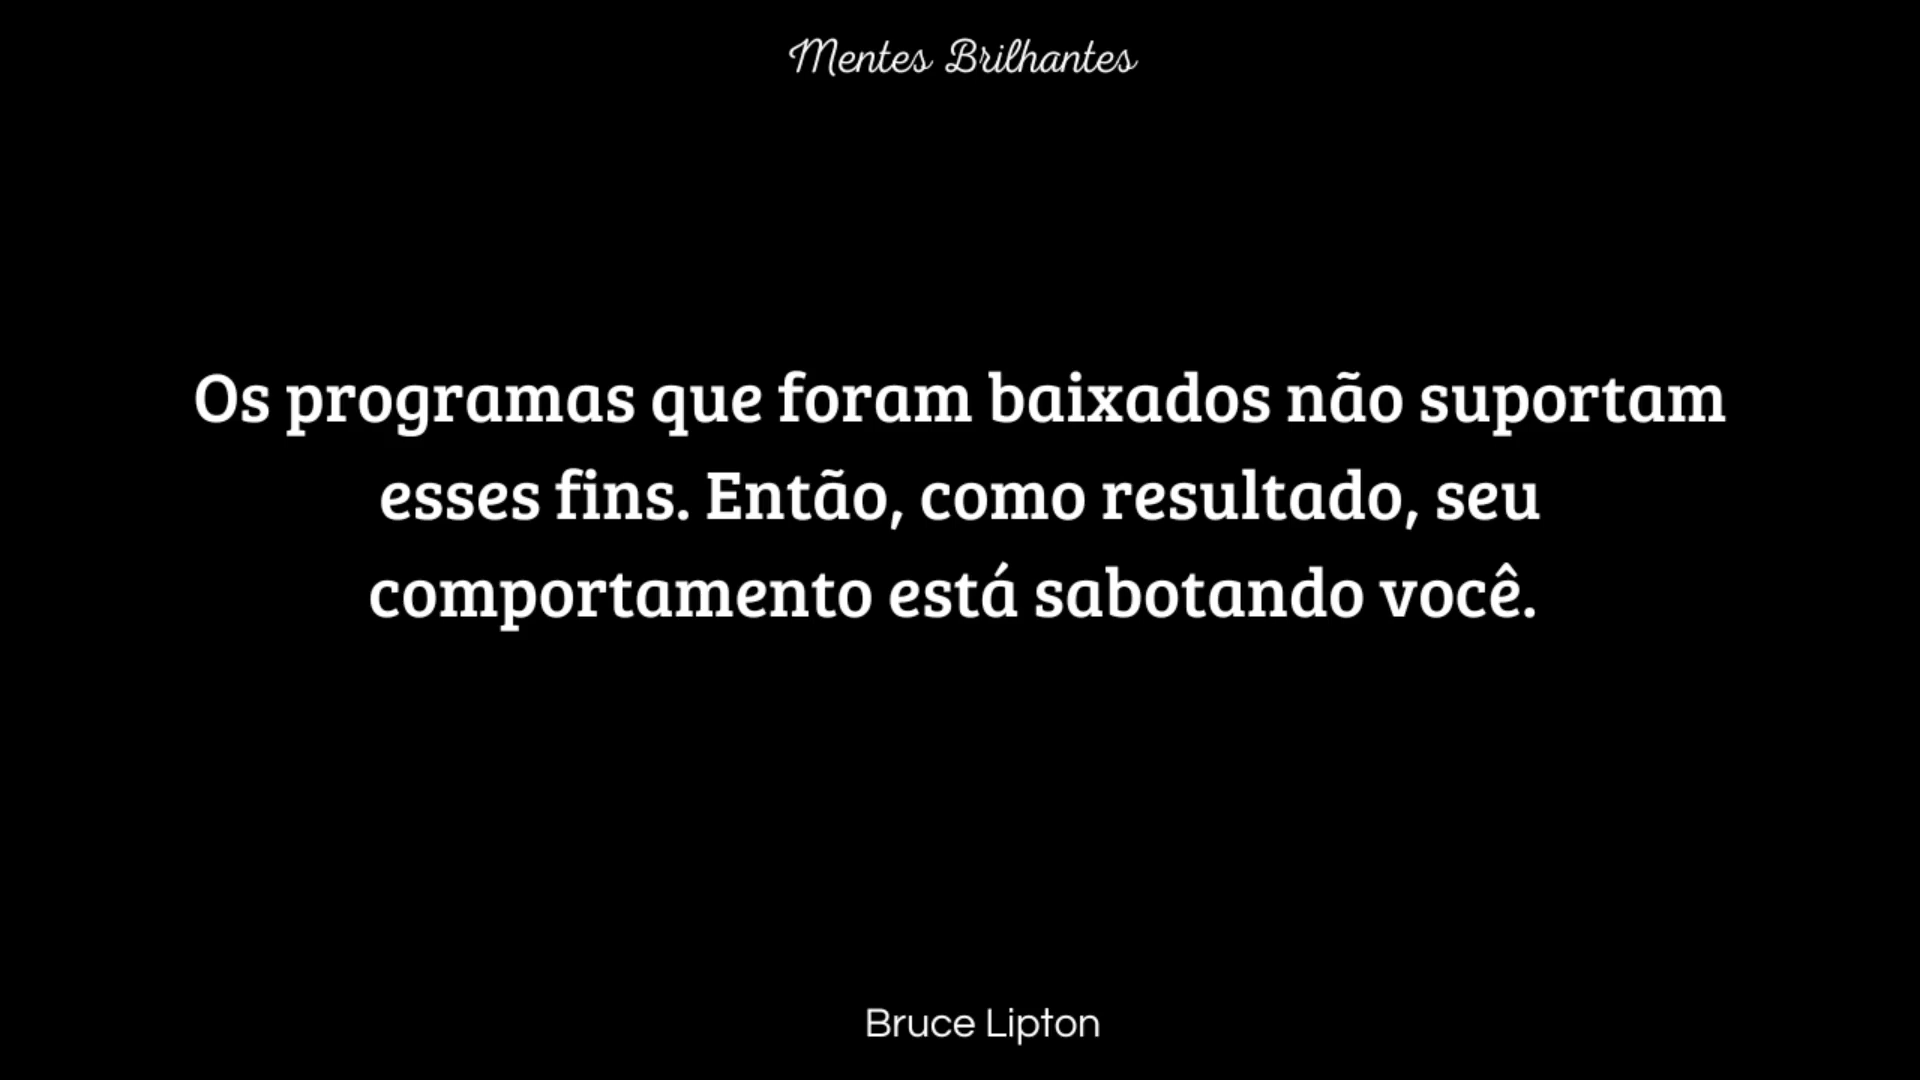 Mentes Brilhantes
Os programas que foram baixados não suportam
esses fins. Então, como resultado, seu
comportamento está sabotando você.
Bruce Lipton